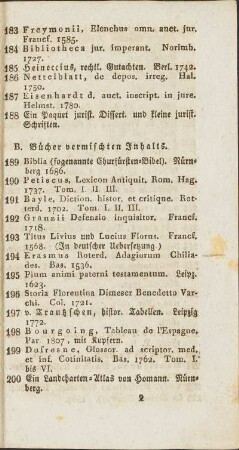 183 Freymonii, Elenchus omn. auct. jur.
Francf. 1585.
184 Bibliotheca jur. imperant. Norimb.
1727.
185 Heineccius, rechtl. Gutachten. Berl. 1742.
186 Nettelblatt, de depos. irreg. Hal.
1750.
187 Eisenhardt d. auct. inscript. in jure.
Helmst. 1780.
188 Ein Paquet jurist. Dissert. und kleine jurist.
Schriften.
B. Bücher vermischten Inhalts.
189 Biblia (sogenannte Churfürsten-Bibel). Nürn-
berg 1686.
190 Petiscus, Lexicon Antiquit. Rom. Hag.
1737. Tom. I. II. III.
191 Bayle, Diction. histor. et critique. Rot-
terd. 1702. Tom. I. II. III.
192 Grannii Defensio inquisitor. Francf.
1718.
193 Titus Livius und Lucius Florus. Francf.
1568. (In deutscher Uebersetzung.)
194 Erasmus Roterd. Adagiorum Chilia-
des. Bas. 1536.
195 Pium animi paterni testamentum. Leipz.
1623.
196 Storia Florentina Dimeser Benedetto Var-
chi. Col. 1721.
197 v. Trautzschen, histor. Tabellen. Leipzig
1772.
198 Bourgoing, Tableau de l'Espagne.
Par 1807. mit Kupfern.
199 Dufresne, Glossar. ad scriptor. med.
et inf. Cotinitatis. Bas. 1762. Tom. I.
bis VI.
200 Ein Landcharten-Atlas von Homann. Nürn-
berg.
2